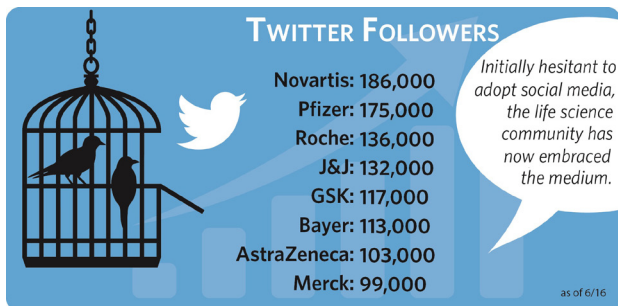 TWITTER FOLLOWERS
Novartis: 186,000
Pfizer: 175,000
Roche: 136,000
J&J: 132,000
GSK: 117,000
Bayer: 113,000
AstraZeneca: 103,000
Merck: 99,000
Initially hesitant to
adopt social media,
the life science
community has
now embraced
the medium.
as of 6/16